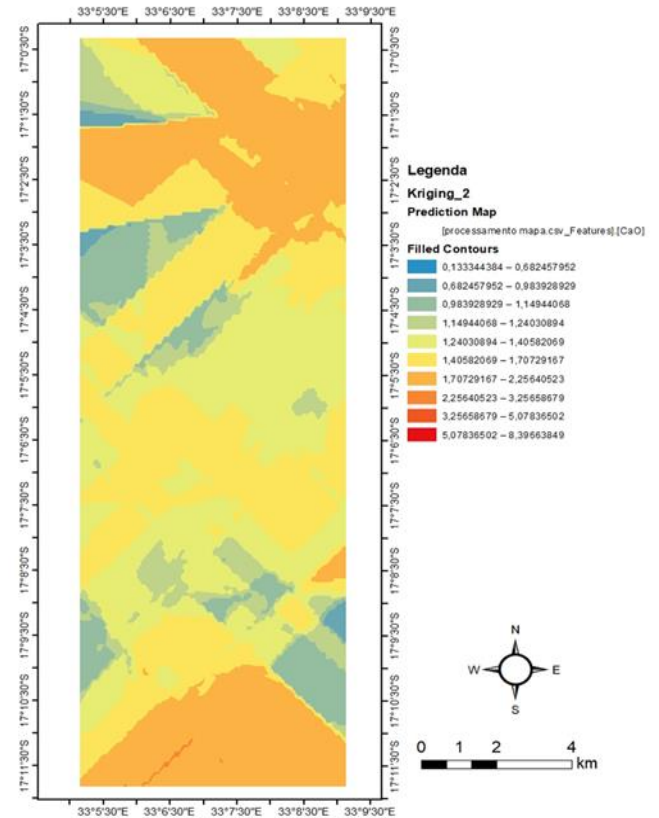 33°5'30"E 33°6'30"E 33°7'30"E 33°8'30"E 33°9'30"E
17°0'30"S 17°0'30"S
17°1'30"S 17°1'30"S
17°2'30"S 17°2'30"S
17°3'30"S 17°3'30"S
17°4'30"S 17°4'30"S
17°5'30"S 17°5'30"S
17°6'30"S 17°6'30"S
17°7'30"S 17°7'30"S
17°8'30"S 17°8'30"S
17°9'30"S 17°9'30"S
17°10'30"S 17°10'30"S
17°11'30"S 17°11'30"S
33°5'30"E 33°6'30"E 33°7'30"E 33°8'30"E 33°9'30"E
Legenda
Kriging_2
Prediction Map
[processamento mapa.csv_Features].[CaO]
Filled Contours
0,133344384 – 0,682457952
0,682457952 – 0,983928929
0,983928929 – 1,14944068
1,14944068 – 1,24030894
1,24030894 – 1,40582069
1,40582069 – 1,70729167
1,70729167 – 2,25640523
2,25640523 – 3,25658679
3,25658679 – 5,07836502
5,07836502 – 8,39663849
N
W E
S
0 1 2 4
km